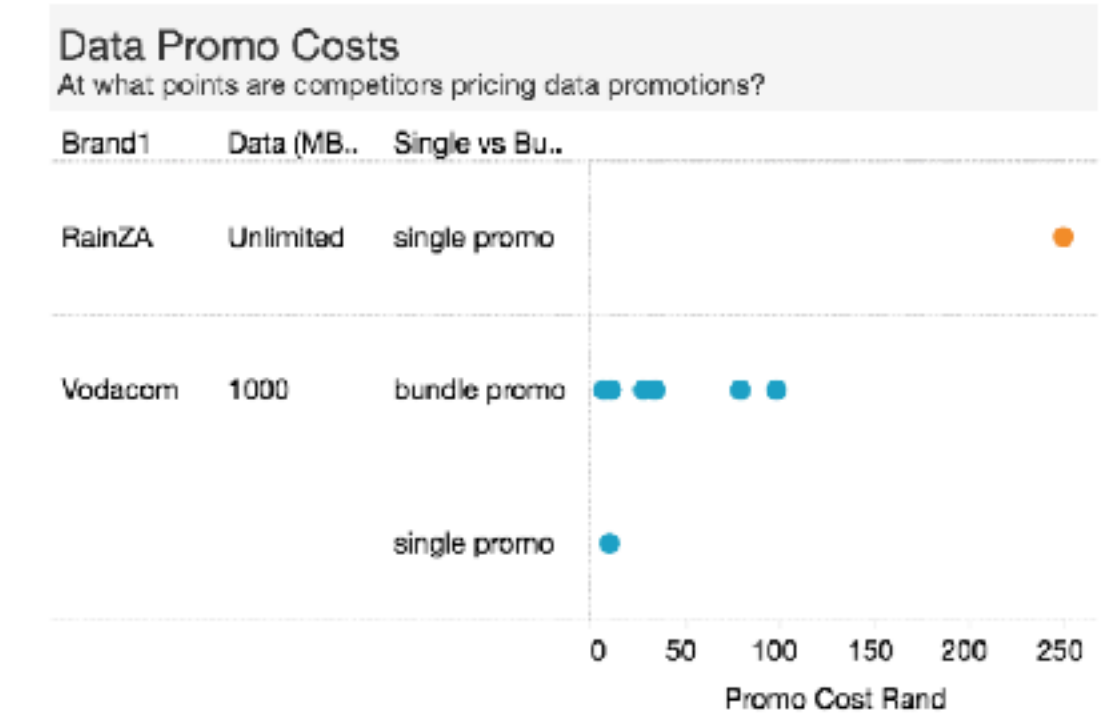 Data Promo Costs
At what points are competitors pricing data promotions?
Brand1 Data (MB.. Single vs Bu..
RainZA Unlimited single promo
Vodacom 1000 bundle promo
single promo
0 50 100 150 200 250
Promo Cost Rand